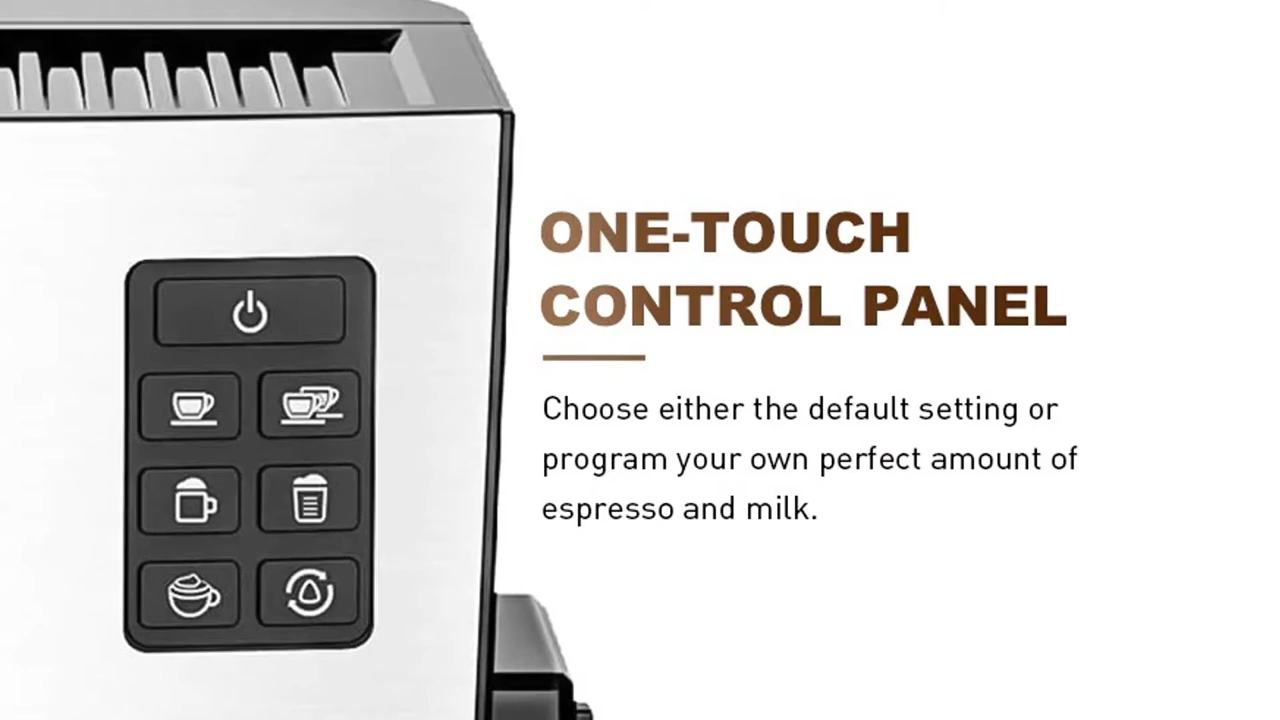 ONE-TOUCH
CONTROL PANEL
Choose either the default setting or
program your own perfect amount of
espresso and milk.